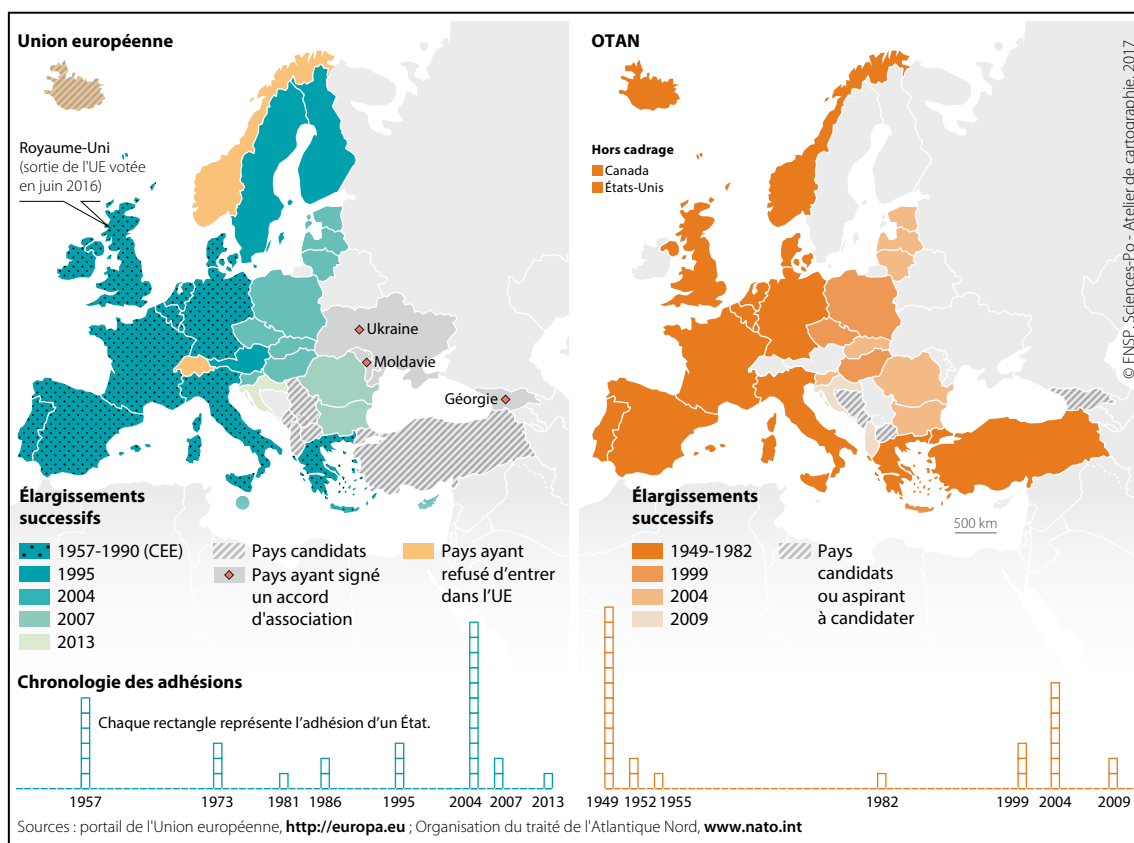 Union européenne
Royaume-Uni
(sortie de l'UE votée
en juin 2016)
Ukraine
Moldavie
Géorgie
Élargissements
successifs
1957-1990 (CEE)
1995
2004
2007
2013
Pays candidats
Pays ayant signé
un accord
d'association
Pays ayant
refusé d'entrer
dans l'UE
Chronologie des adhésions
Chaque rectangle représente l'adhésion d'un État.
1957 1973 1981 1986 1995 2004 2007 2013
OTAN
Hors cadrage
Canada
États-Unis
500 km
Élargissements
successifs
1949-1982
1999
2004
2009
Pays
candidats
ou aspirant
à candidater
1949 1952 1955 1982 1999 2004 2009
© FNSP. Sciences-Po - Atelier de cartographie, 2017
Sources : portail de l'Union européenne, http://europa.eu ; Organisation du traité de l'Atlantique Nord, www.nato.int